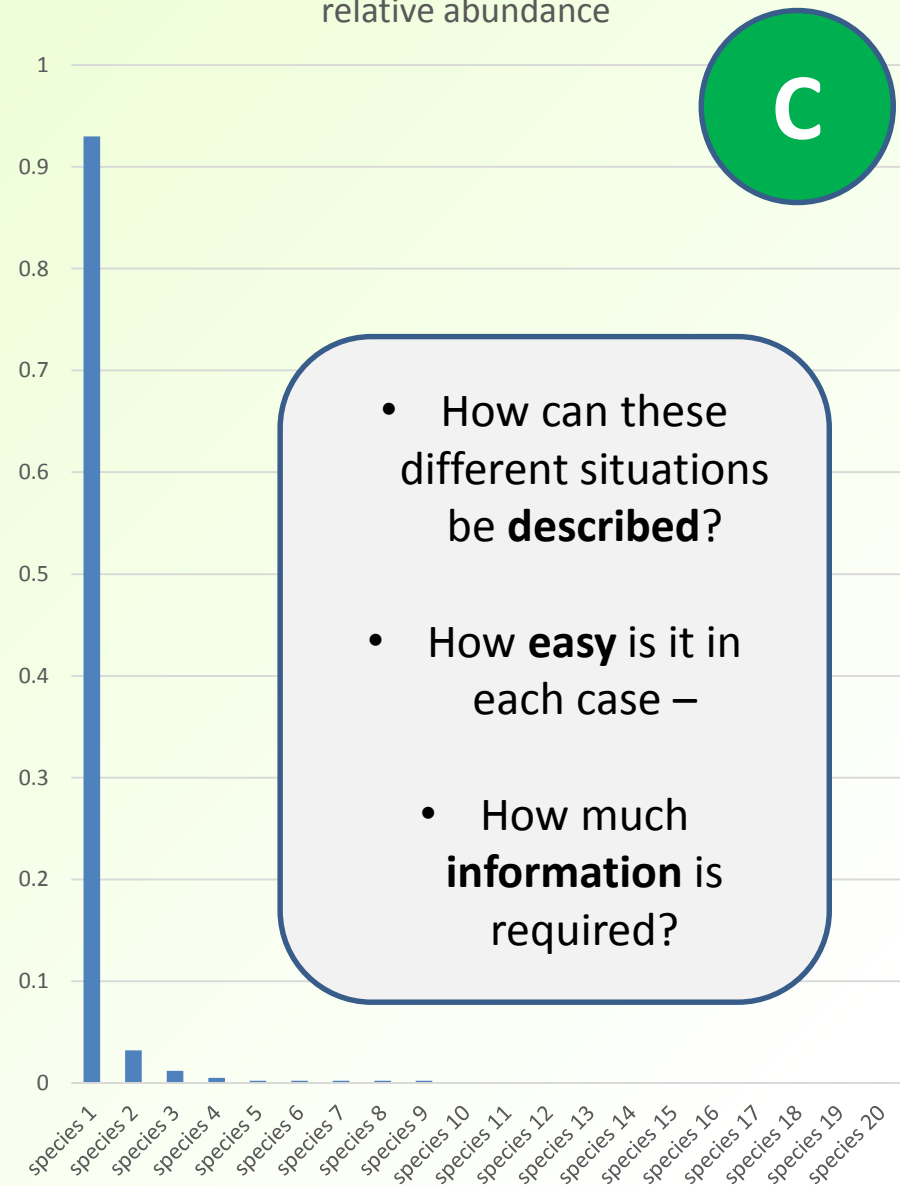 relative abundance
C
1
0.9
0.8
0.7
0.6
0.5
0.4
0.3
0.2
0.1
0
• How can these
different situations
be described?
• How easy is it in
each case –
• How much
information is
required?
species 1
species 2
species 3
species 4
species 5
species 6
species 7
species 8
species 9
species 10
species 11
species 12
species 13
species 14
species 15
species 16
species 17
species 18
species 19
species 20